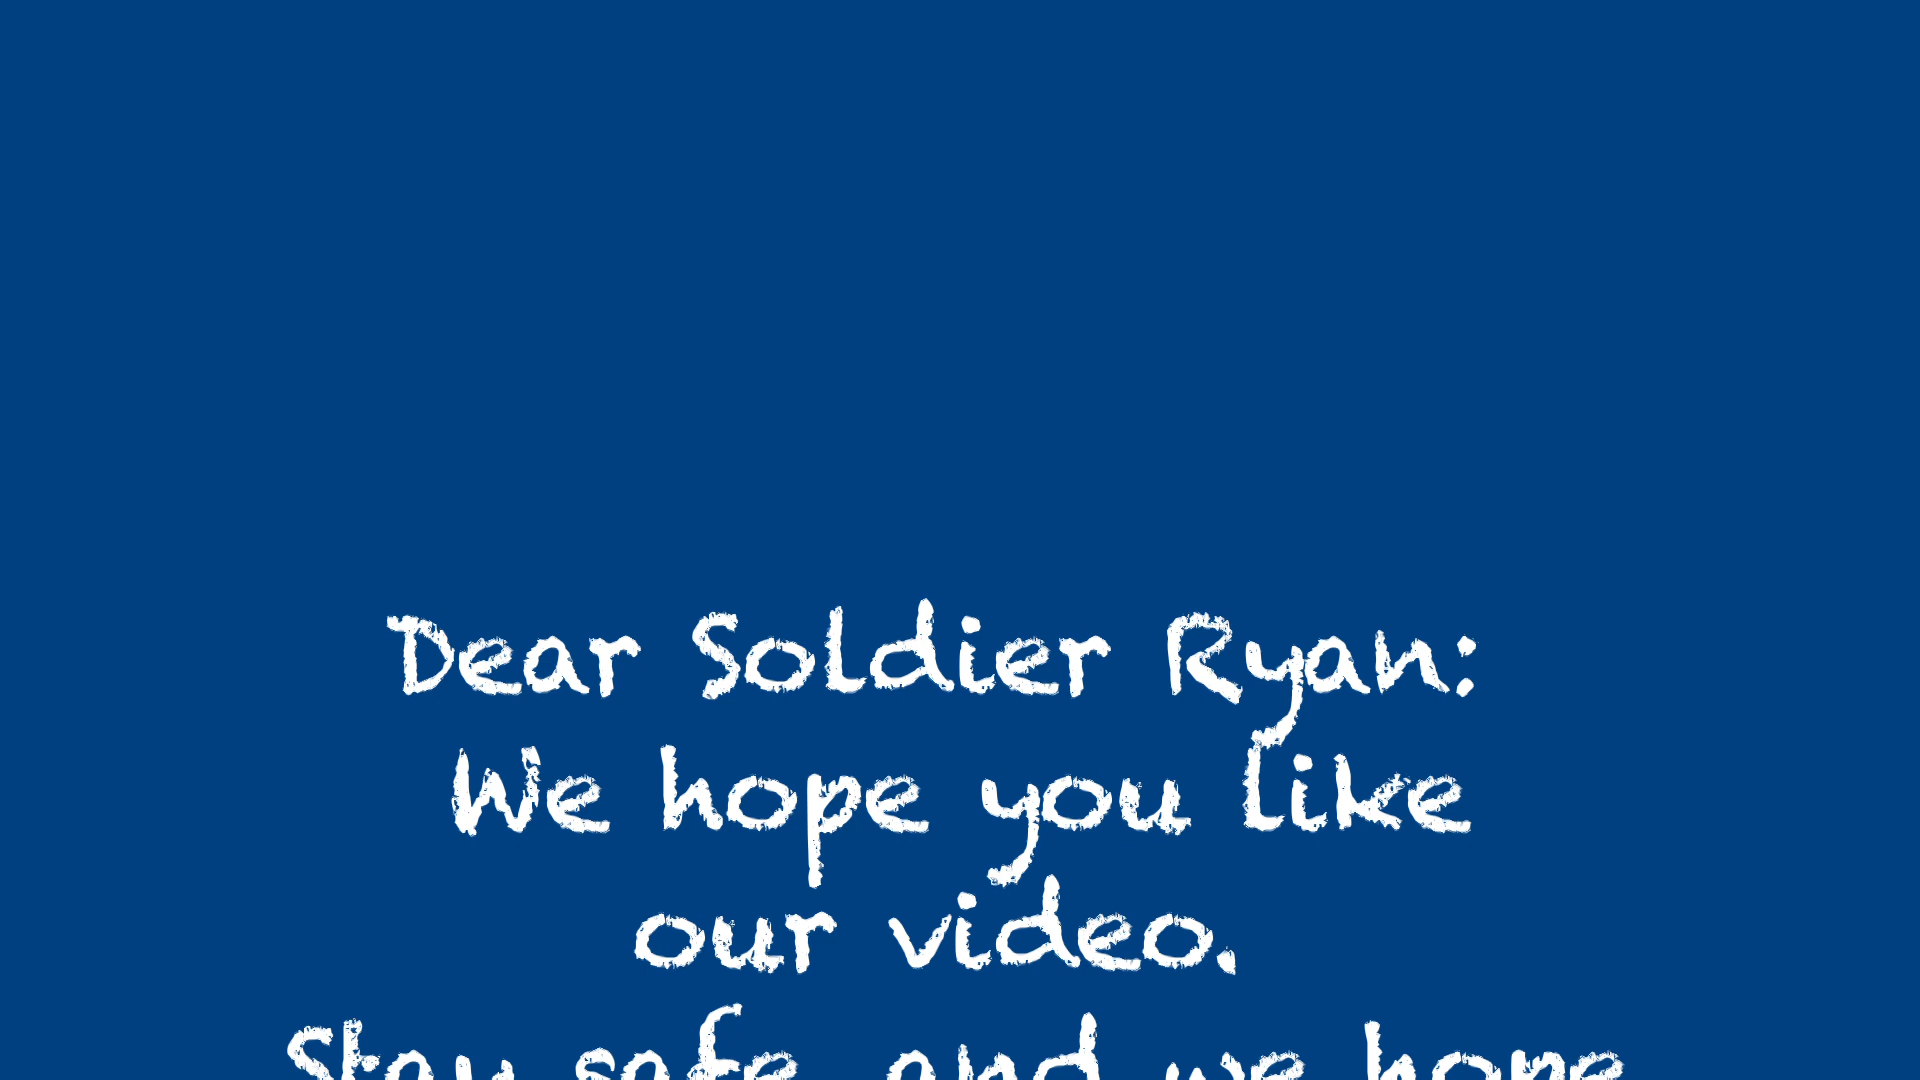 Dear Soldier Ryan:
We hope you like
our video.
Stay safe and we hope